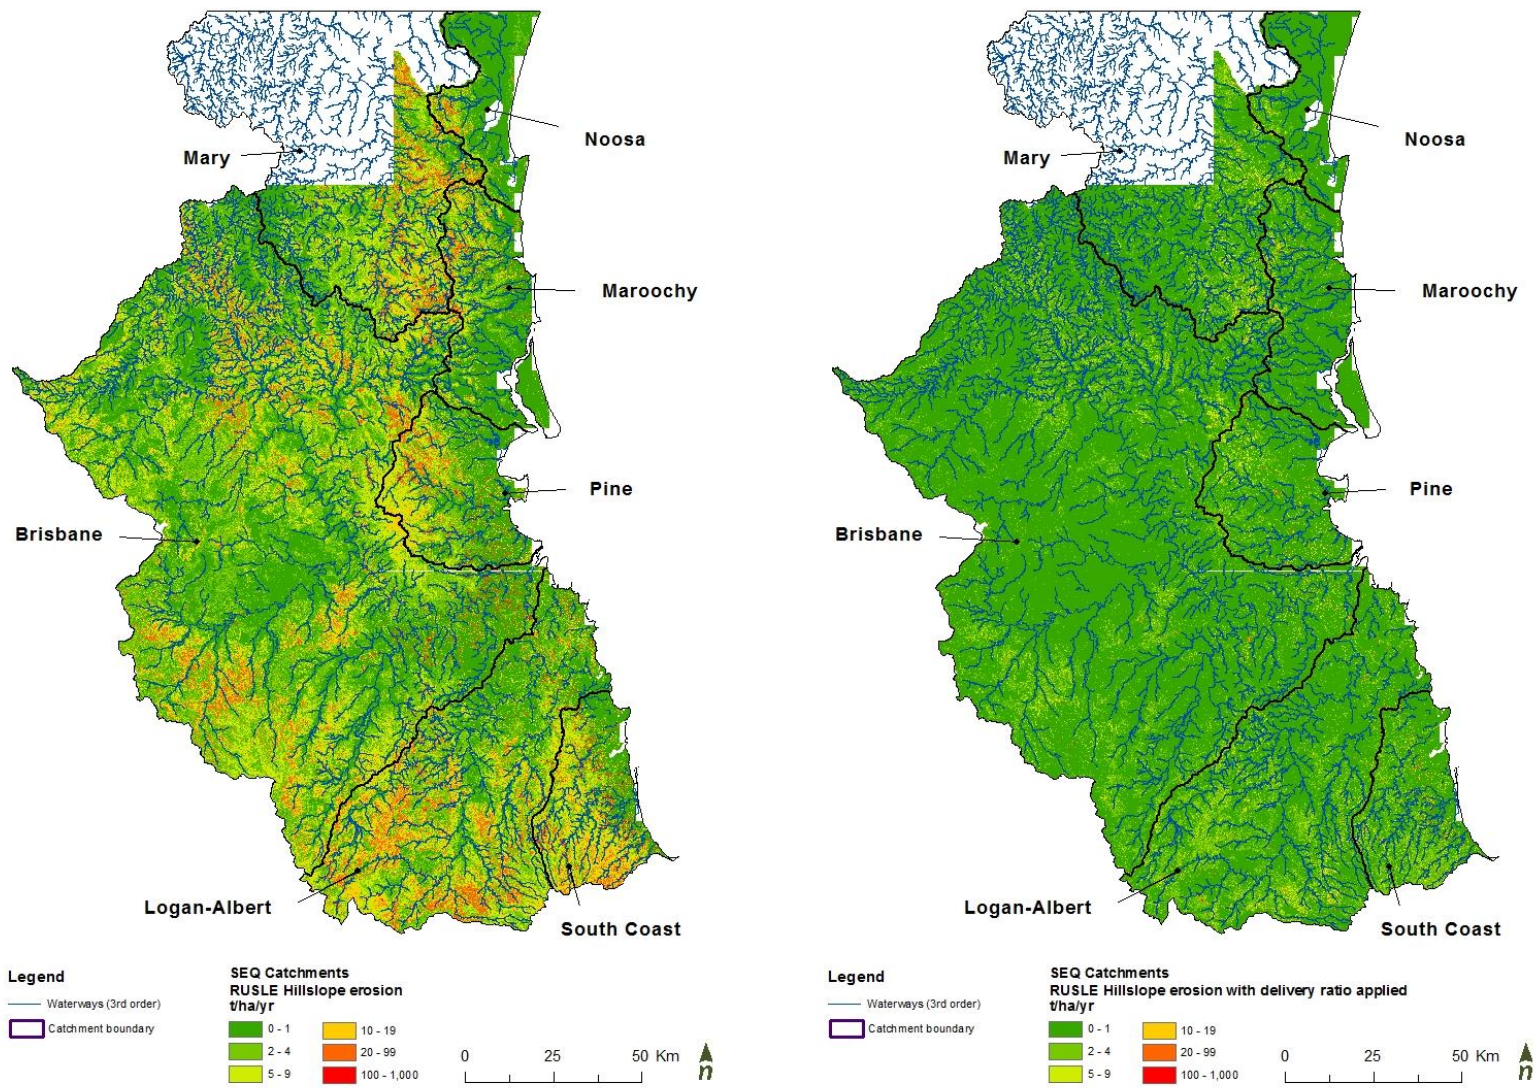 Mary
Noosa
Maroochy
Pine
Brisbane
Logan-Albert
South Coast
Legend
Waterways (3rd order)
Catchment boundary
SEQ Catchments
RUSLE Hillslope erosion
t/ha/yr
0 - 1
2 - 4
5 - 9
10 - 19
20 - 99
100 - 1,000
0 25 50 Km
n
Mary
Noosa
Maroochy
Pine
Brisbane
Logan-Albert
South Coast
Legend
Waterways (3rd order)
Catchment boundary
SEQ Catchments
RUSLE Hillslope erosion with delivery ratio applied
t/ha/yr
0 - 1
2 - 4
5 - 9
10 - 19
20 - 99
100 - 1,000
0 25 50 Km
n